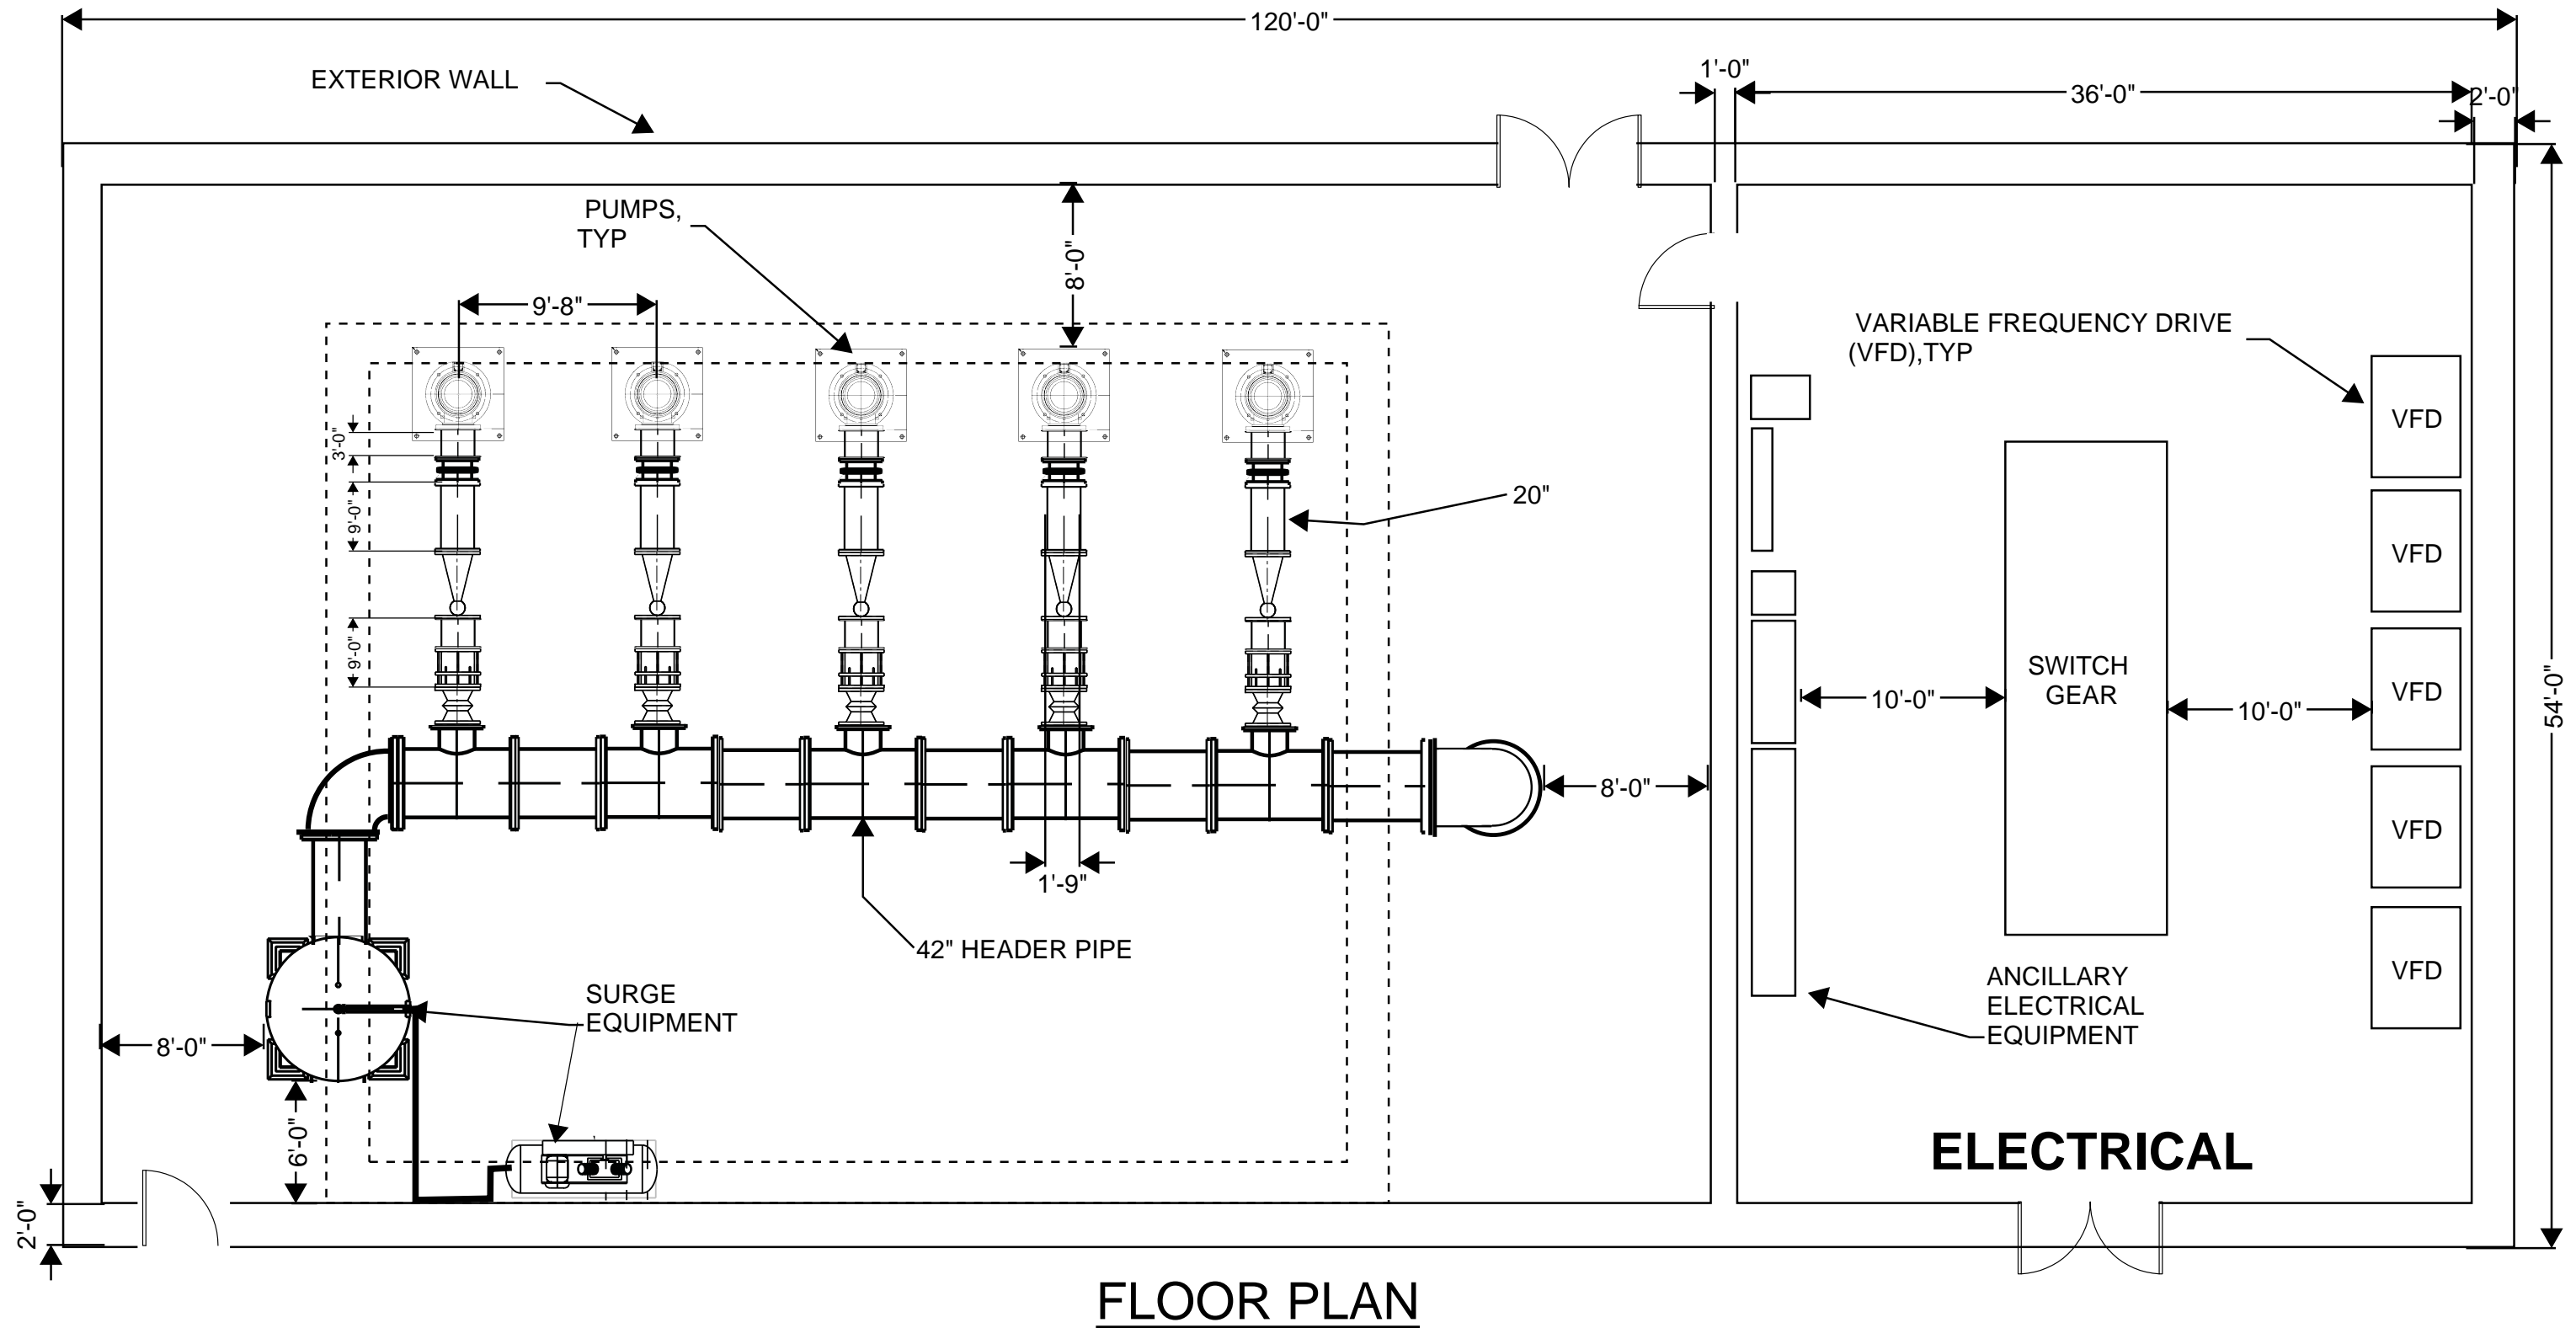 120'-0"
EXTERIOR WALL
1'-0"
36'-0"
2'-0"
PUMPS,
TYP
8'-0"
9'-8"
VARIABLE FREQUENCY DRIVE
(VFD),TYP
VFD
3'-0"
20"
9'-0"
VFD
9'-0"
SWITCH
GEAR
VFD
10'-0"
10'-0"
54'-0"
8'-0"
VFD
1'-9"
42" HEADER PIPE
VFD
SURGE
EQUIPMENT
ANCILLARY
ELECTRICAL
EQUIPMENT
8'-0"
6'-0"
ELECTRICAL
2'-0"
FLOOR PLAN